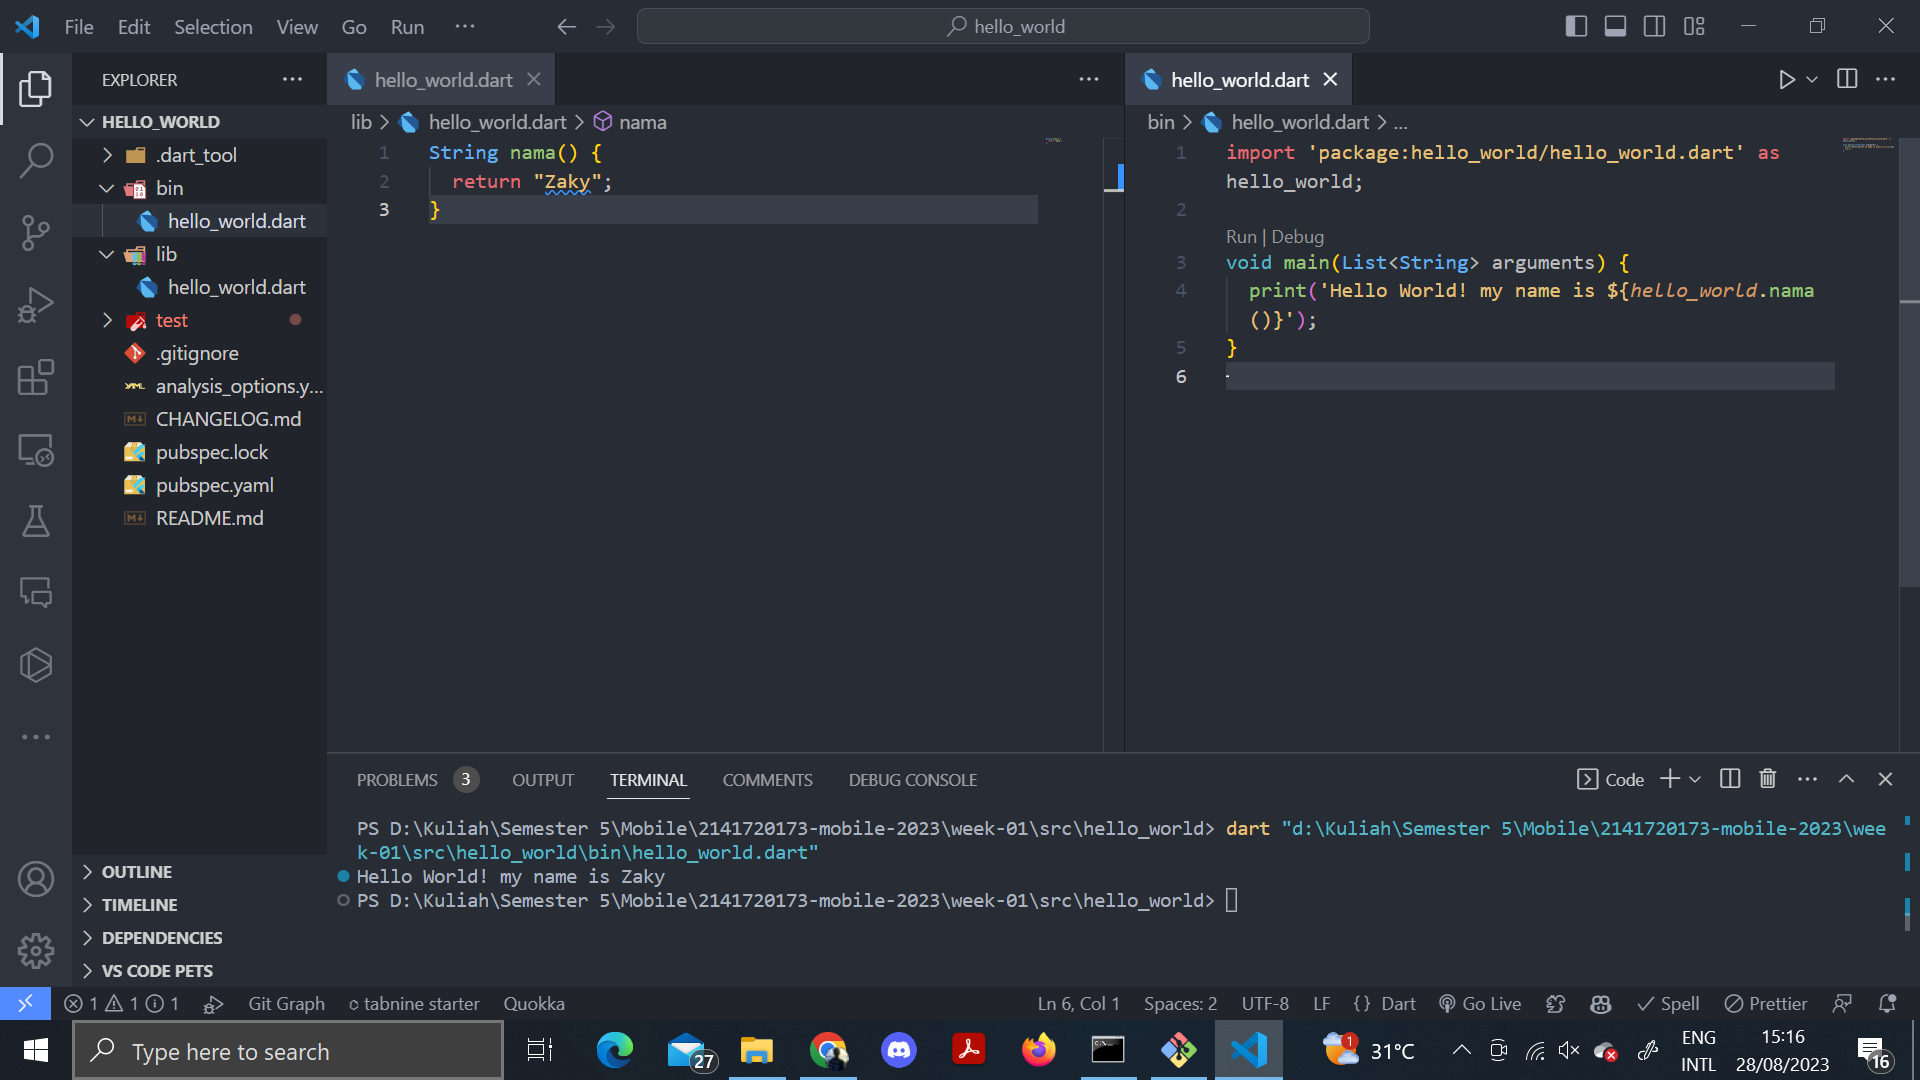 File Edit Selection View Go Run ··· hello_world
EXPLORER ···
HELLO_WORLD
.dart_tool
bin
hello_world.dart
lib
hello_world.dart
test
.gitignore
analysis_options.y...
CHANGELOG.md
pubspec.lock
pubspec.yaml
README.md
OUTLINE
TIMELINE
DEPENDENCIES
VS CODE PETS
hello_world.dart
lib > hello_world.dart > nama
1 String nama() {
2 return "Zaky";
3 }
hello_world.dart
bin > hello_world.dart > ...
1 import 'package:hello_world/hello_world.dart' as
hello_world;
2
Run | Debug
3 void main(List<String> arguments) {
4 print('Hello World! my name is ${hello_world.nama
()}');
5 }
6
PROBLEMS 3 OUTPUT TERMINAL COMMENTS DEBUG CONSOLE Code
PS D:\Kuliah\Semester 5\Mobile\2141720173-mobile-2023\week-01\src\hello_world> dart "d:\Kuliah\Semester 5\Mobile\2141720173-mobile-2023\wee
k-01\src\hello_world\bin\hello_world.dart"
Hello World! my name is Zaky
PS D:\Kuliah\Semester 5\Mobile\2141720173-mobile-2023\week-01\src\hello_world>
1 1 1 Git Graph tabnine starter Quokka Ln 6, Col 1 Spaces: 2 UTF-8 LF {} Dart Go Live Spell Prettier
Type here to search 27 1 31°C ENG 15:16
INTL 28/08/2023 16